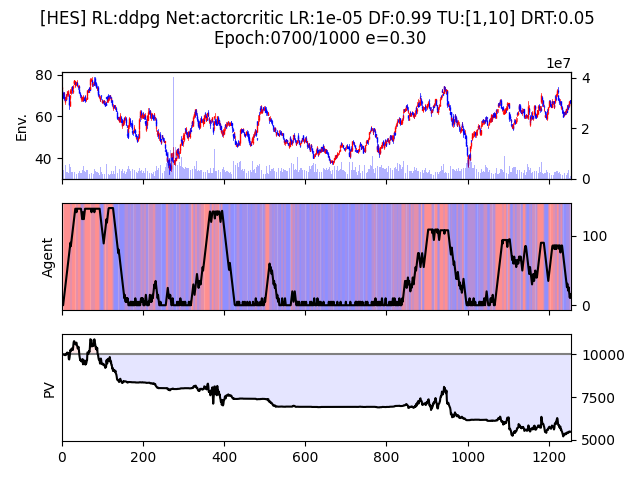 [HES] RL:ddpg Net:actorcritic LR:1e-05 DF:0.99 TU:[1,10] DRT:0.05
Epoch:0700/1000 e=0.30
1e7
80
60
40
Env.
4
2
0
Agent
100
0
PV
10000
7500
5000
0 200 400 600 800 1000 1200